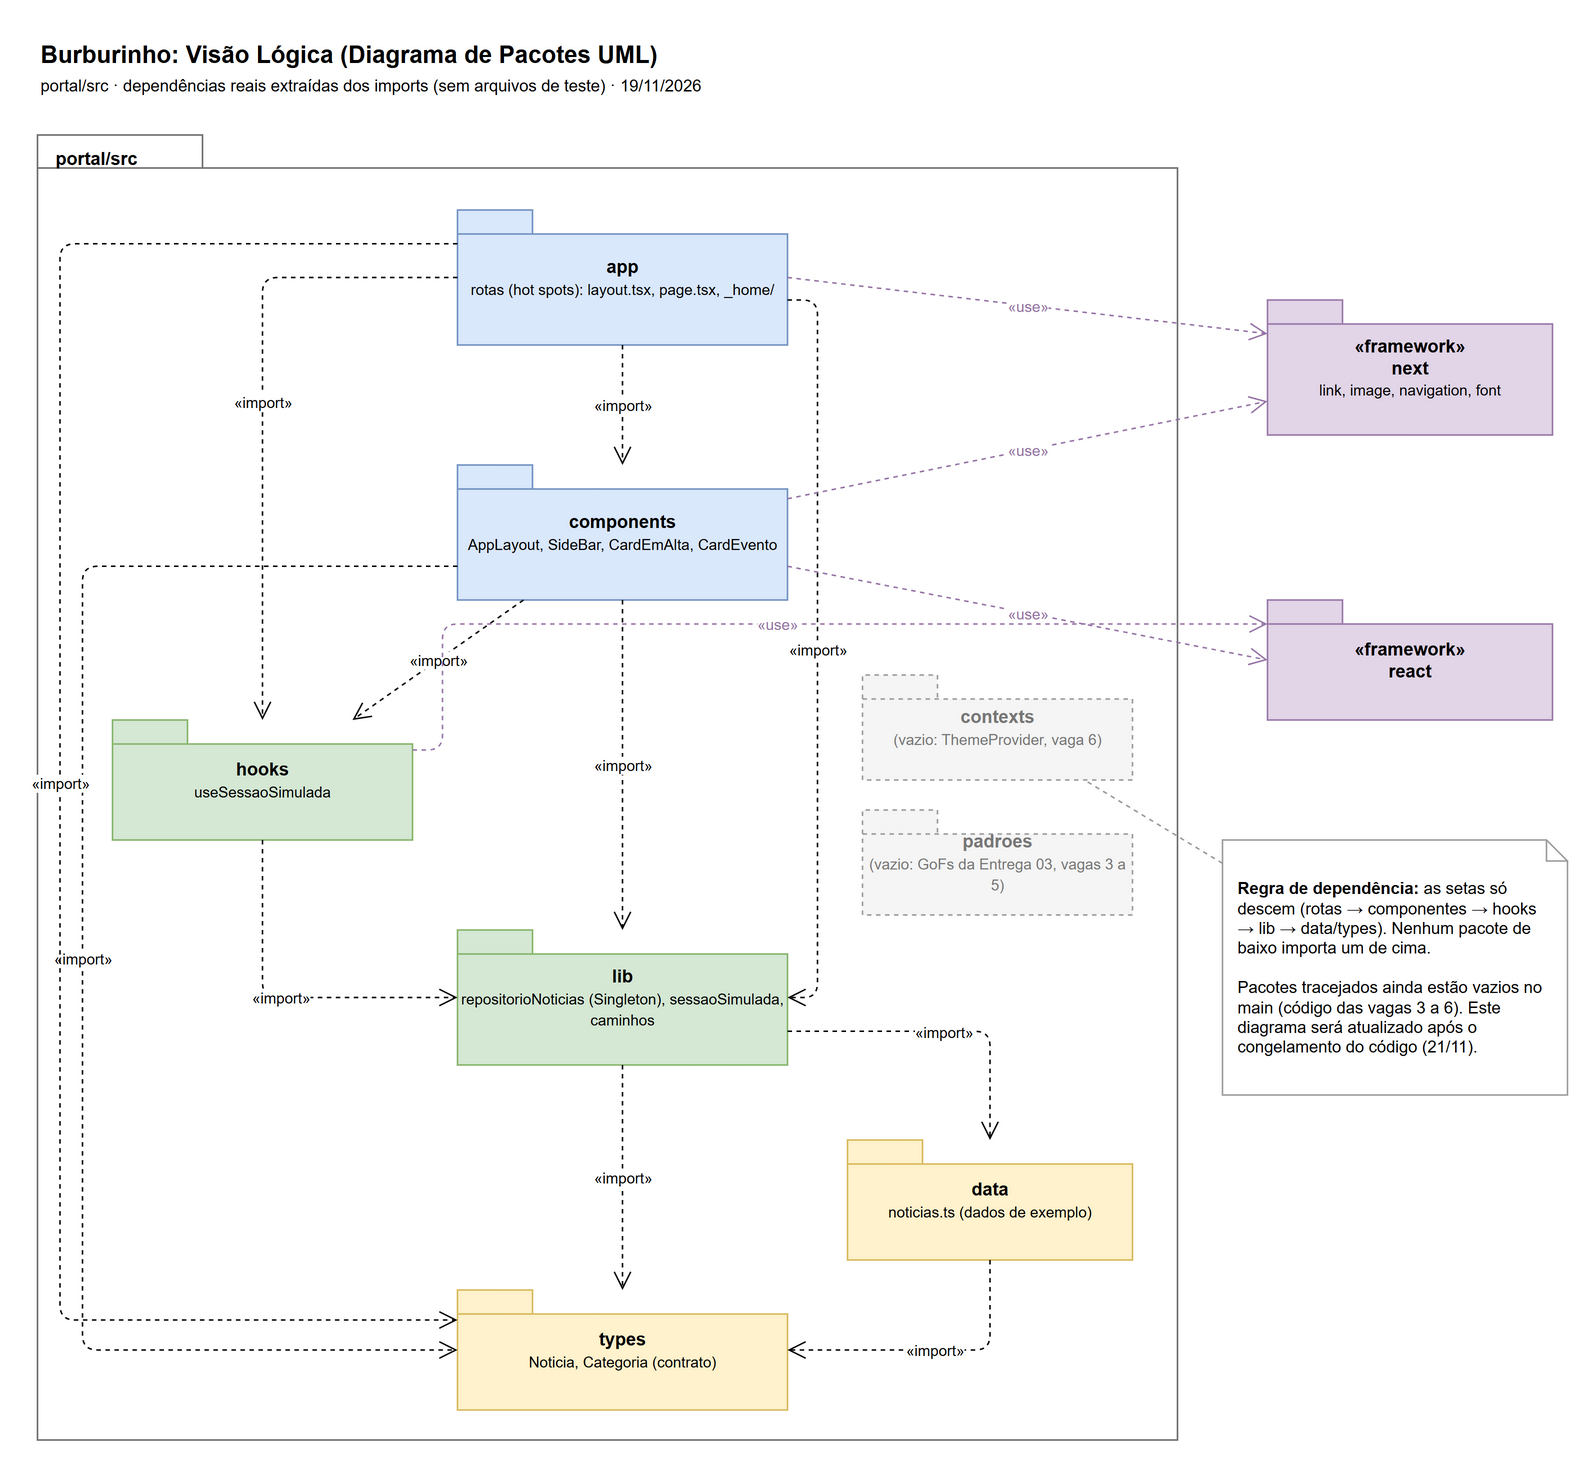 Burburinho: Visão Lógica (Diagrama de Pacotes UML)
portal/src · dependências reais extraídas dos imports (sem arquivos de teste) · 19/11/2026
portal/src
app
rotas (hot spots): layout.tsx, page.tsx, _home/
«use»
«framework»
next
link, image, navigation, font
«import»
«import»
«use»
components
AppLayout, SideBar, CardEmAlta, CardEvento
«use»
«use»
«import»
«import»
«framework»
react
contexts
(vazio: ThemeProvider, vaga 6)
hooks
useSessaoSimulada
«import»
«import»
padroes
(vazio: GoFs da Entrega 03, vagas 3 a
5)
Regra de dependência: as setas só
descem (rotas → componentes → hooks
→ lib → data/types). Nenhum pacote de
baixo importa um de cima.
Pacotes tracejados ainda estão vazios no
main (código das vagas 3 a 6). Este
diagrama será atualizado após o
congelamento do código (21/11).
«import»
lib
repositorioNoticias (Singleton), sessaoSimulada,
caminhos
«import»
«import»
«import»
data
noticias.ts (dados de exemplo)
types
Noticia, Categoria (contrato)
«import»